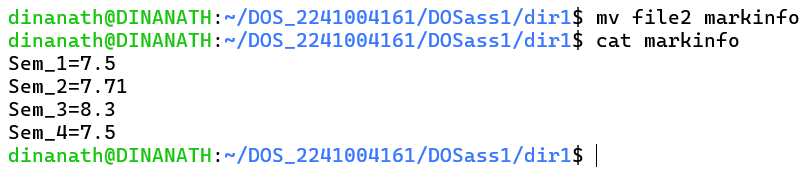 dinanath@DINANATH:~/DOS_2241004161/DOSass1/dir1$ mv file2 markinfo
dinanath@DINANATH:~/DOS_2241004161/DOSass1/dir1$ cat markinfo
Sem_1=7.5
Sem_2=7.71
Sem_3=8.3
Sem_4=7.5
dinanath@DINANATH:~/DOS_2241004161/DOSass1/dir1$